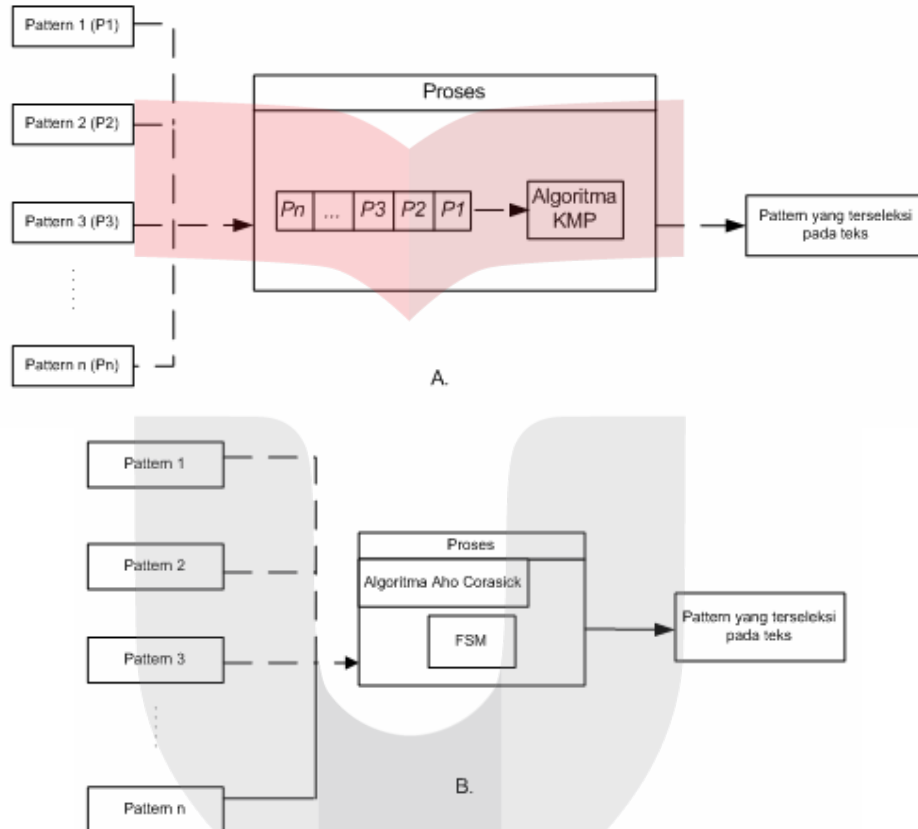 Pattern 1 (P1)
Proses
Pattern 2 (P2)
Pn ... P3 P2 P1
Algoritma
KMP
Pattern 3 (P3)
Pattern yang terseleksi
pada teks
Pattern n (Pn)
A.
Pattern 1
Proses
Pattern 2
Algoritma Aho Corasick
FSM
Pattern yang terseleksi
pada teks
Pattern 3
B.
Pattern n